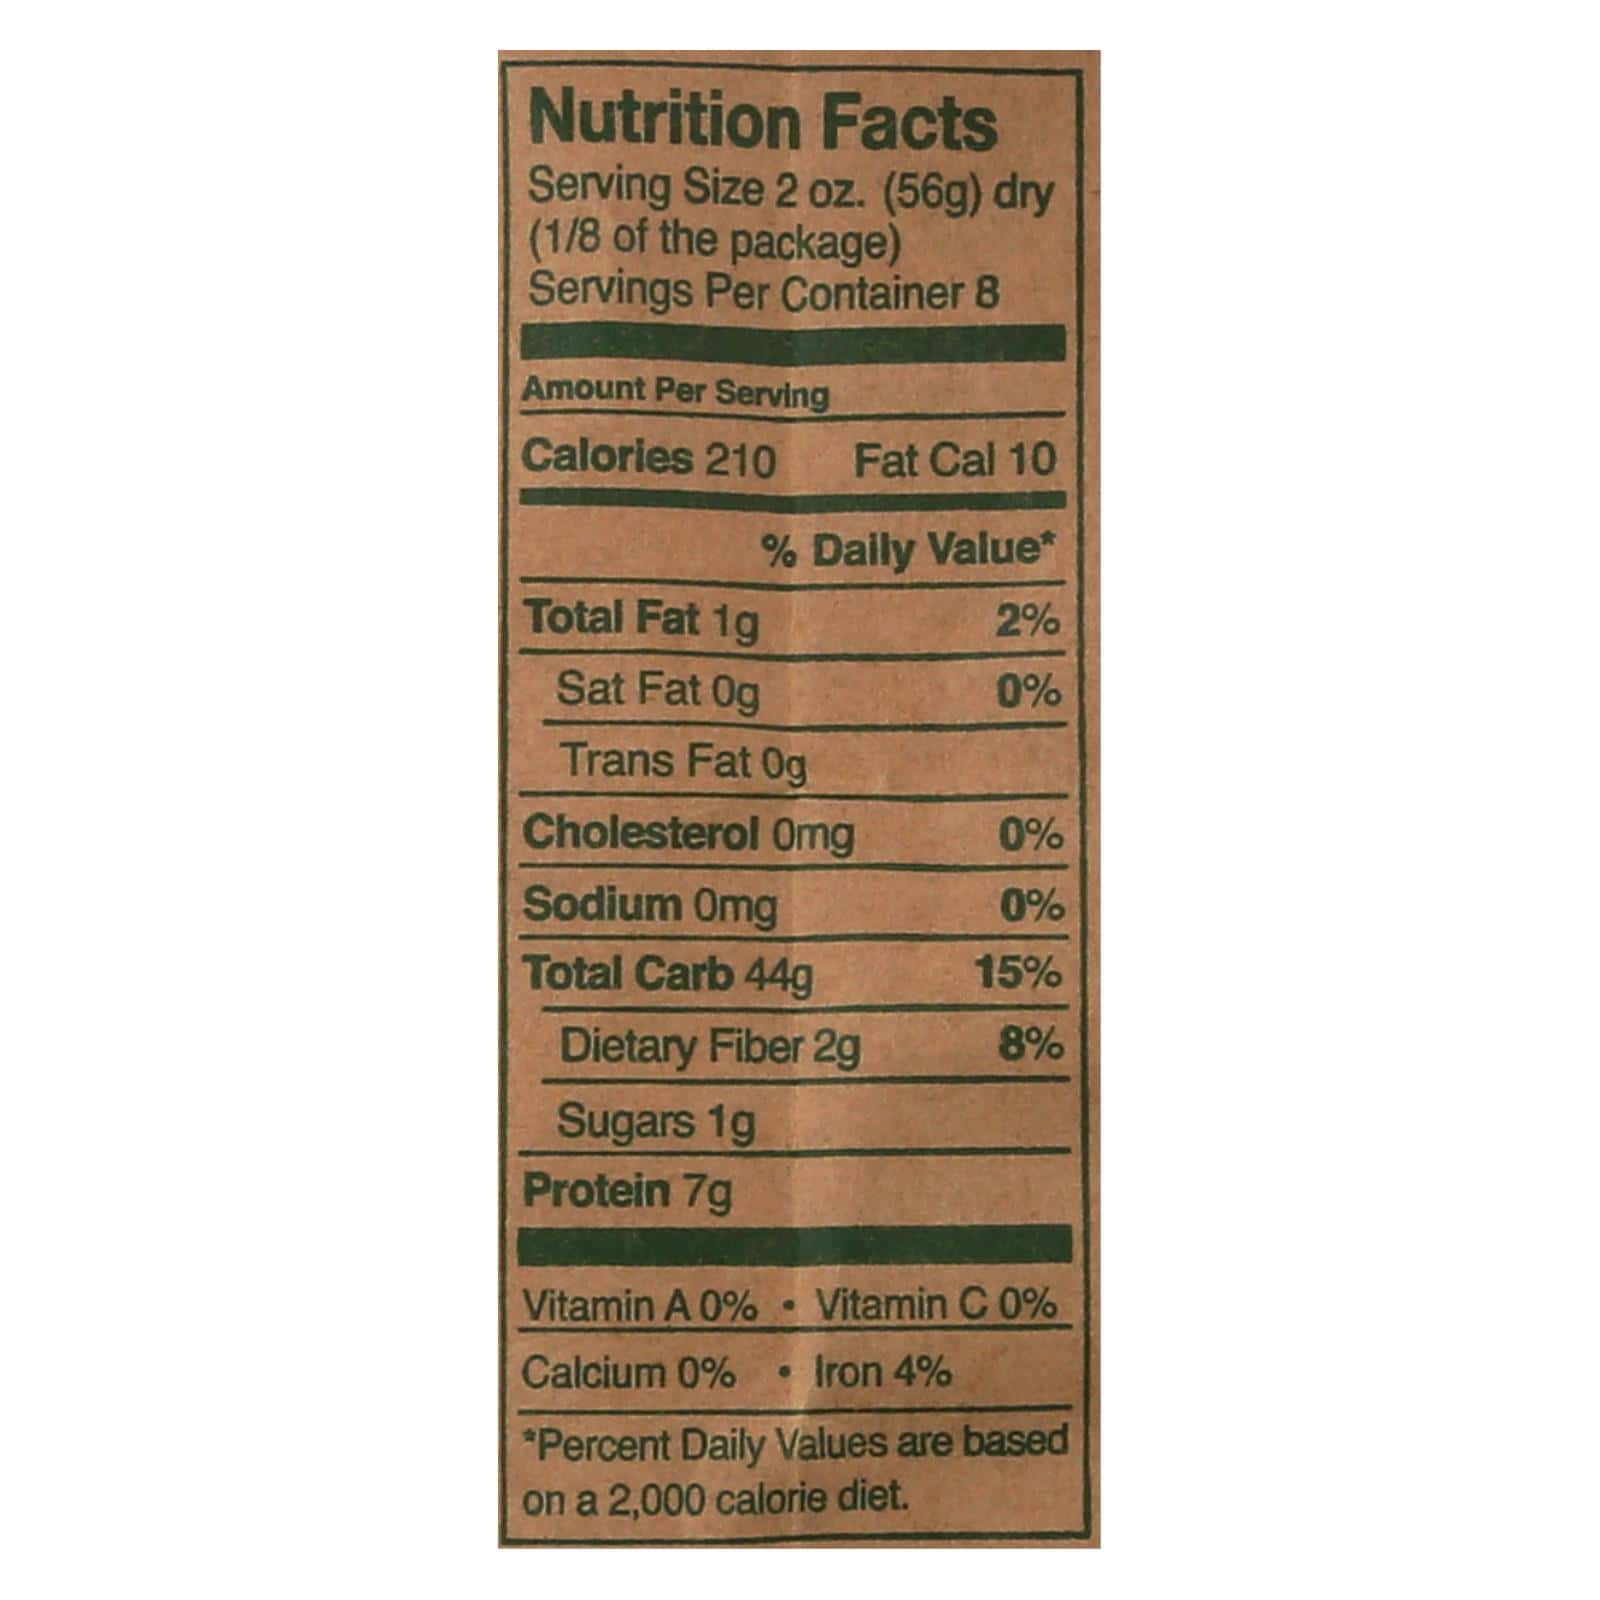 Nutrition Facts
Serving Size 2 oz. (56g) dry
(1/8 of the package)
Servings Per Container 8
Amount Per Serving
Calories 210 Fat Cal 10
% Daily Value*
Total Fat 1g 2%
Sat Fat 0g 0%
Trans Fat 0g
Cholesterol 0mg 0%
Sodium 0mg 0%
Total Carb 44g 15%
Dietary Fiber 2g 8%
Sugars 1g
Protein 7g
Vitamin A 0% • Vitamin C 0%
Calcium 0% • Iron 4%
*Percent Daily Values are based
on a 2,000 calorie diet.